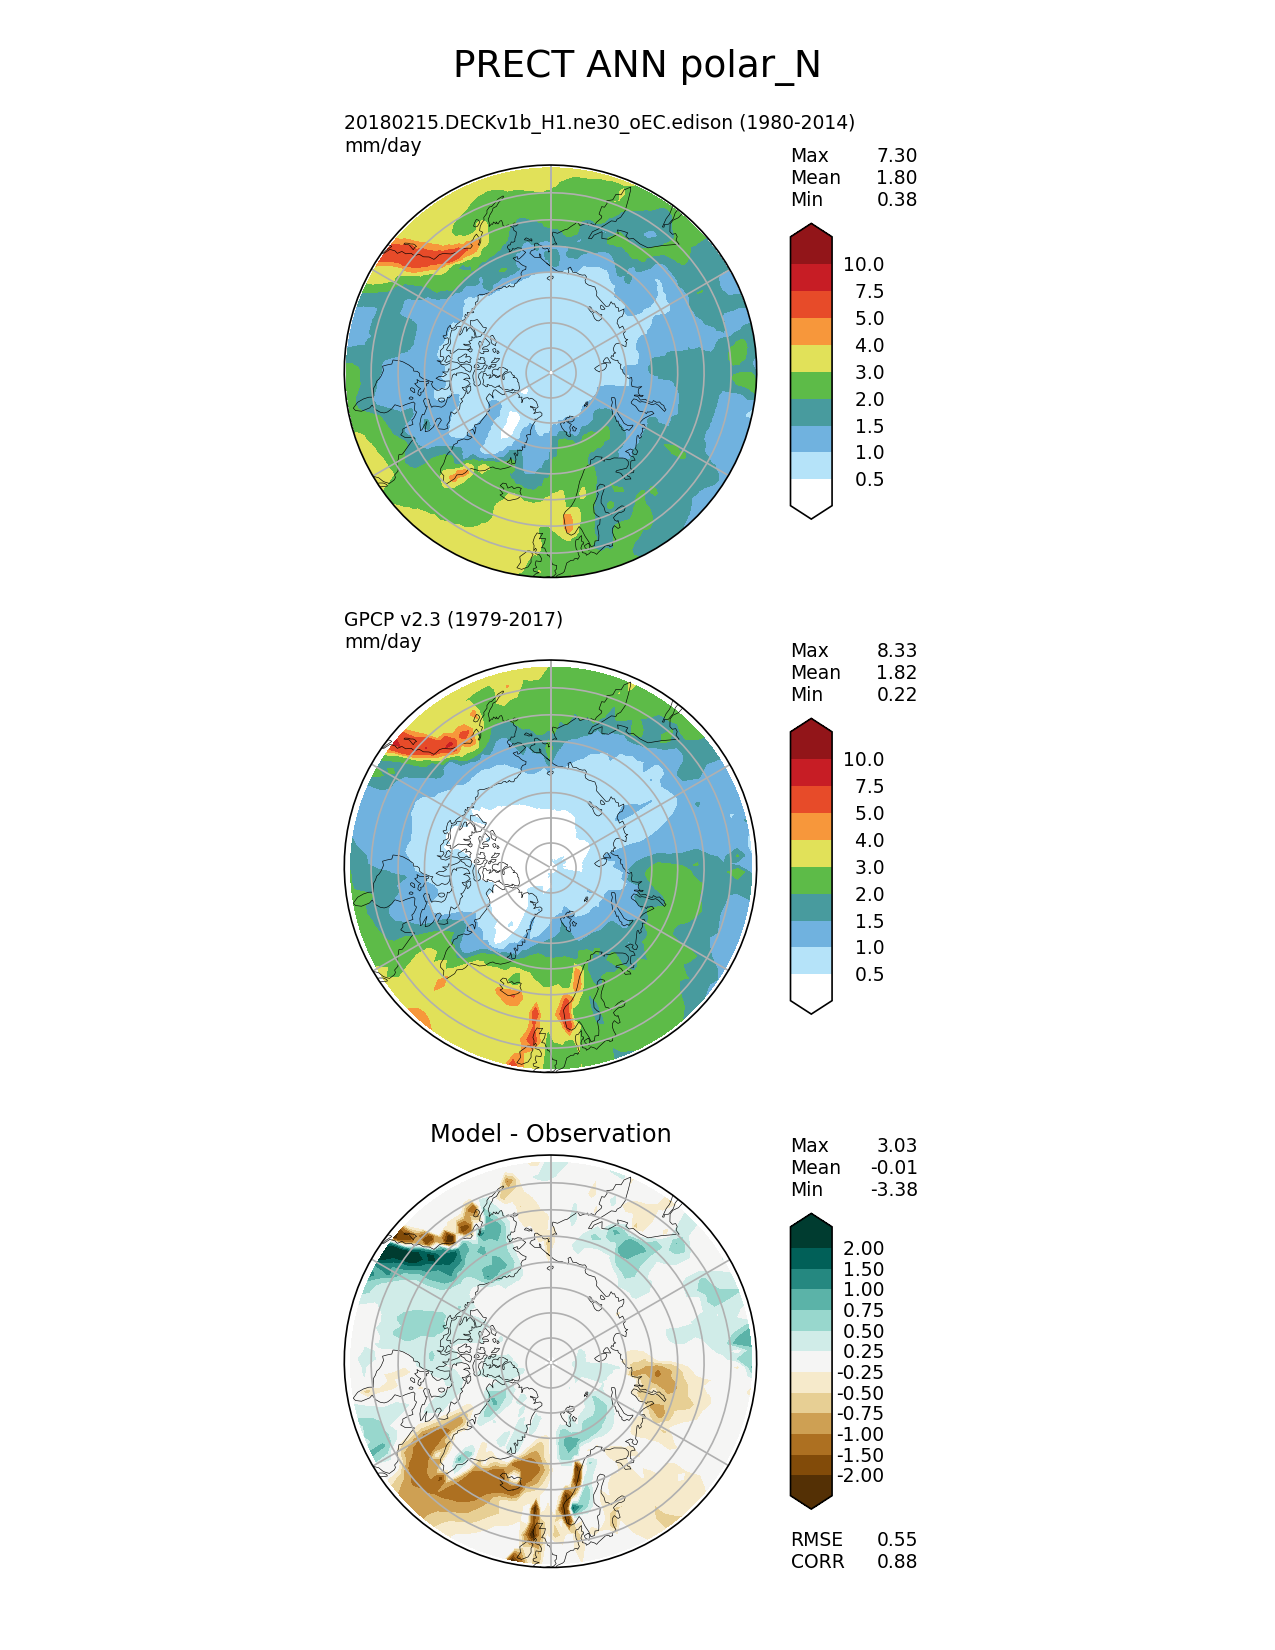 PRECT ANN polar_N
20180215.DECKv1b_H1.ne30_oEC.edison (1980-2014)
mm/day
Max 7.30
Mean 1.80
Min 0.38
10.0
7.5
5.0
4.0
3.0
2.0
1.5
1.0
0.5
GPCP v2.3 (1979-2017)
mm/day
Max 8.33
Mean 1.82
Min 0.22
10.0
7.5
5.0
4.0
3.0
2.0
1.5
1.0
0.5
Model - Observation
Max 3.03
Mean -0.01
Min -3.38
2.00
1.50
1.00
0.75
0.50
0.25
-0.25
-0.50
-0.75
-1.00
-1.50
-2.00
RMSE 0.55
CORR 0.88